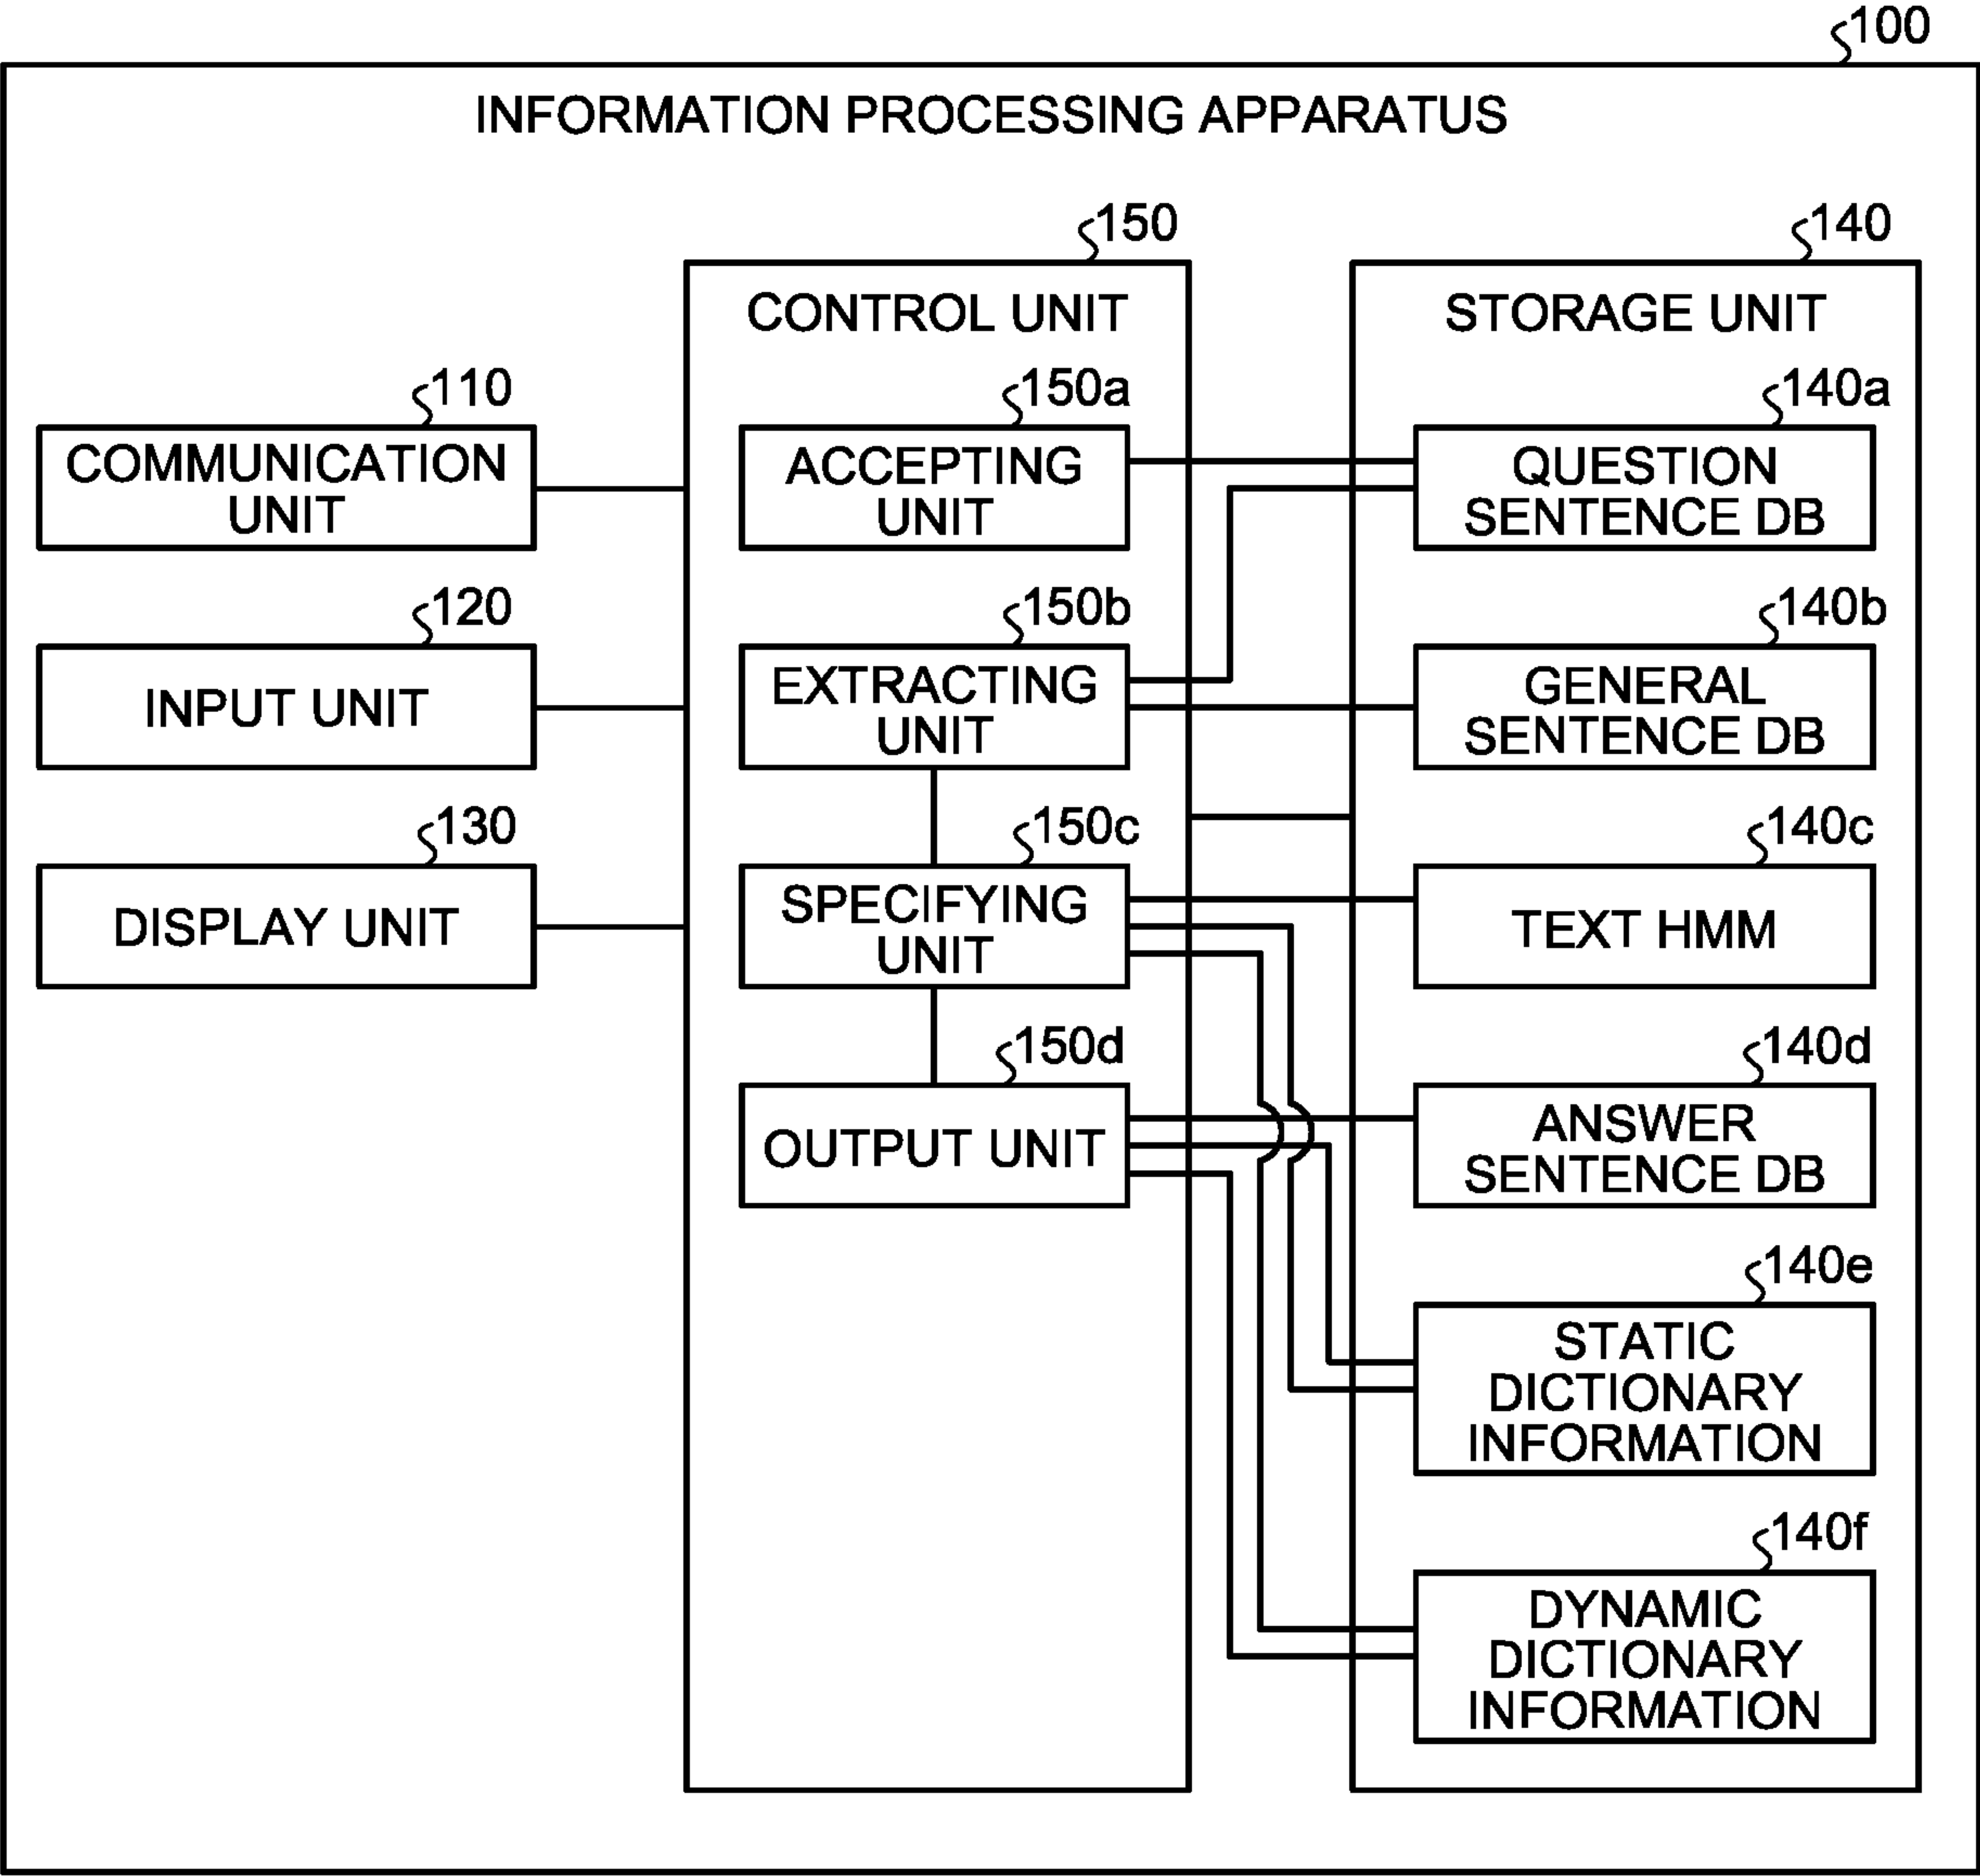 100
INFORMATION PROCESSING APPARATUS
150
CONTROL UNIT
140
STORAGE UNIT
110
COMMUNICATION
UNIT
120
INPUT UNIT
130
DISPLAY UNIT
150a
ACCEPTING
UNIT
150b
EXTRACTING
UNIT
150c
SPECIFYING
UNIT
150d
OUTPUT UNIT
140a
QUESTION
SENTENCE DB
140b
GENERAL
SENTENCE DB
140c
TEXT HMM
140d
ANSWER
SENTENCE DB
140e
STATIC
DICTIONARY
INFORMATION
140f
DYNAMIC
DICTIONARY
INFORMATION